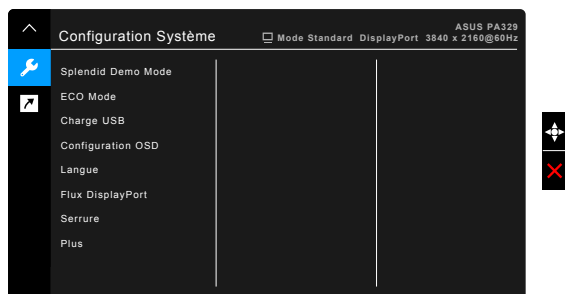 ASUS PA329
Configuration Système
Mode Standard DisplayPort 3840 x 2160@60Hz
Splendid Demo Mode
ECO Mode
Charge USB
Configuration OSD
Langue
Flux DisplayPort
Serrure
Plus